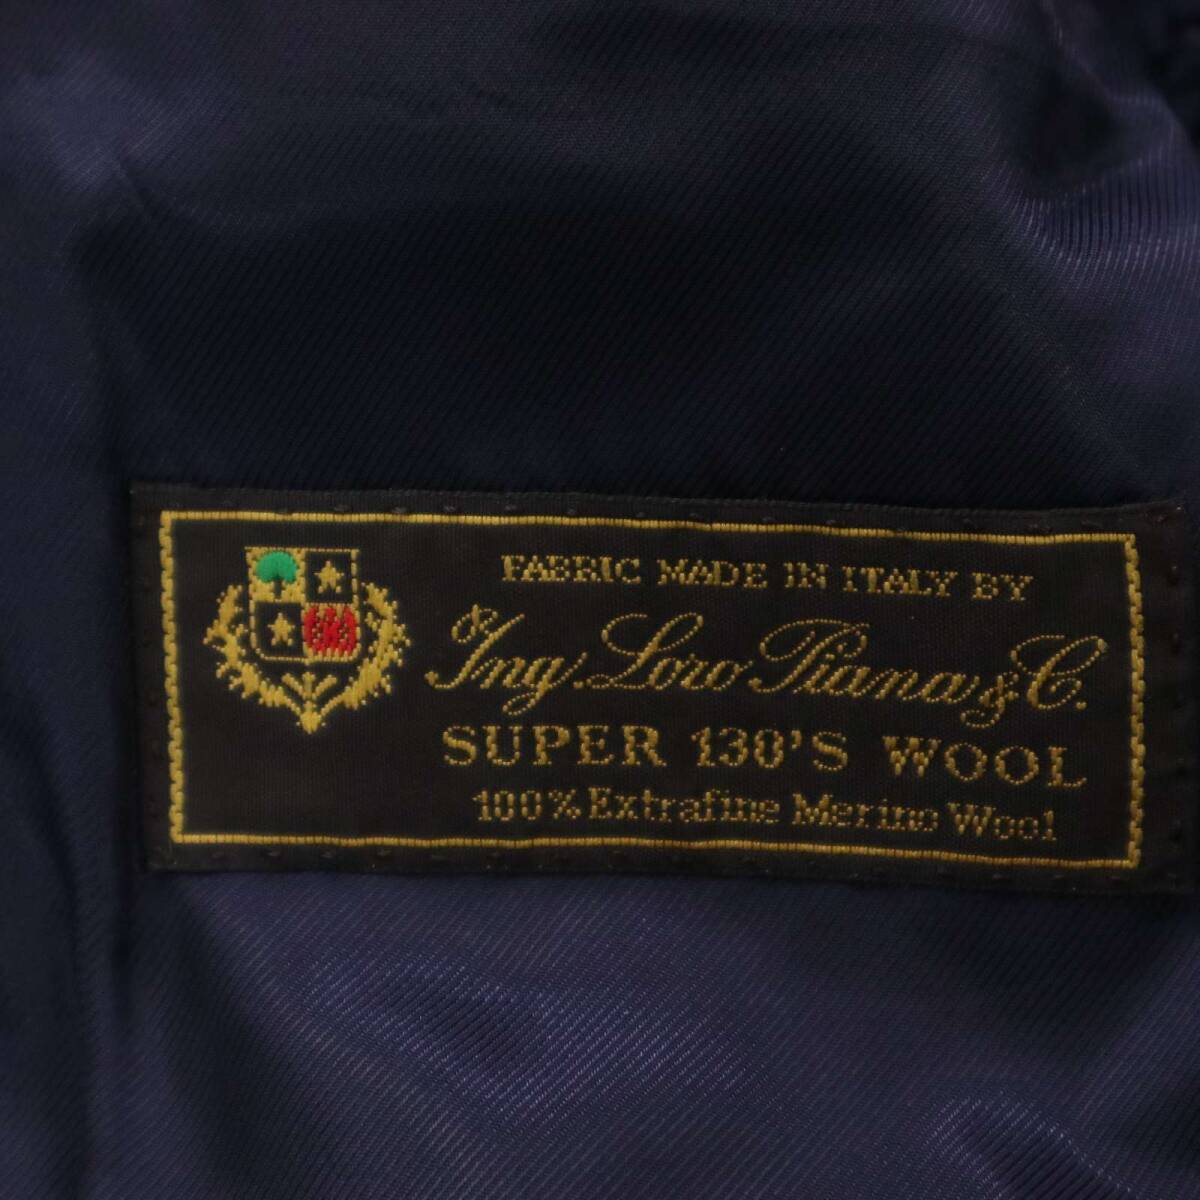 FABRIC MADE IN ITALY BY
Ing. Loro Piana & C.
SUPER 130'S WOOL
100% Extrafine Merino Wool